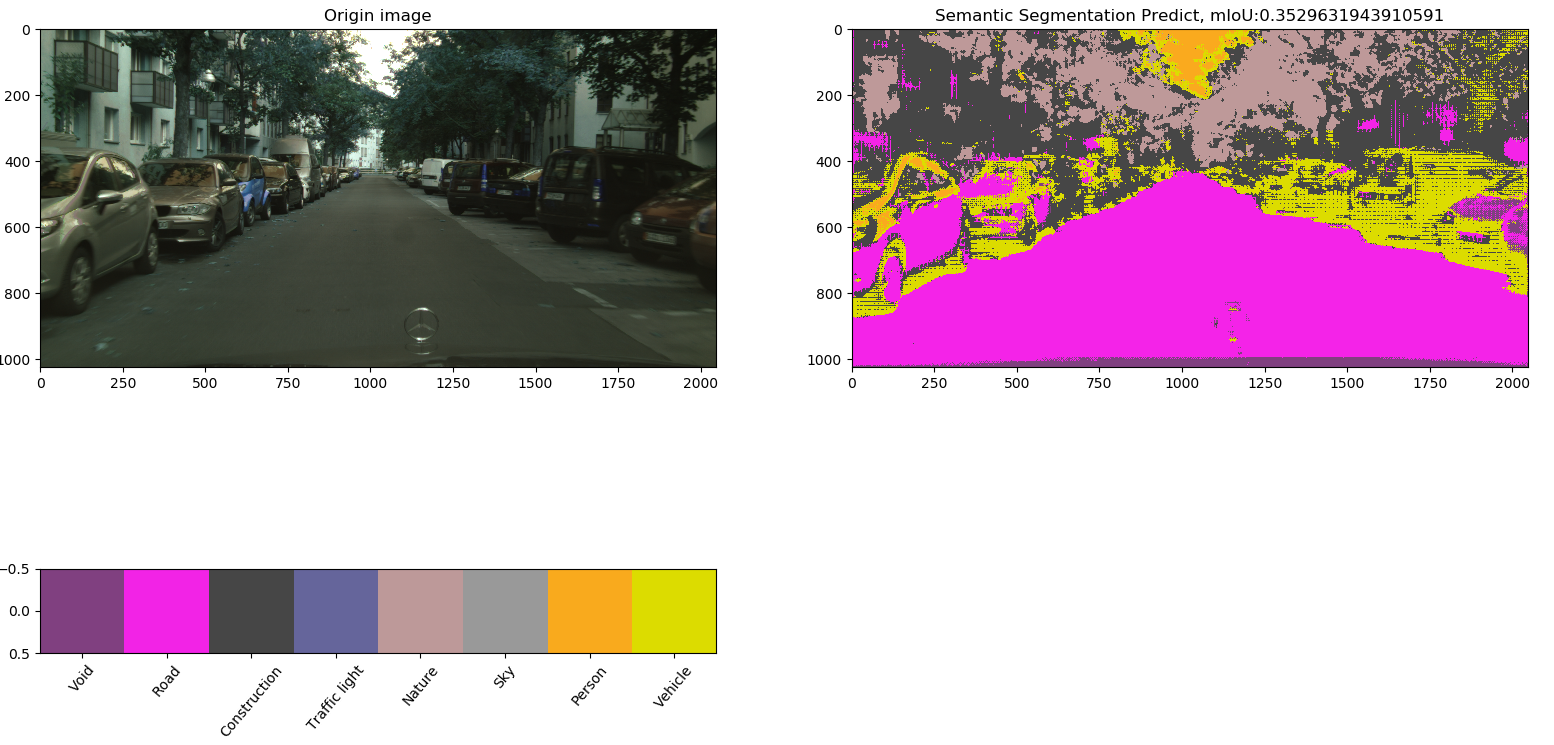 Origin image
Semantic Segmentation Predict, mIoU:0.3529631943910591
0
200
400
600
800
1000
0 250 500 750 1000 1250 1500 1750 2000
0
200
400
600
800
1000
0 250 500 750 1000 1250 1500 1750 2000
−0.5
0.0
0.5
Void
Road
Construction
Traffic light
Nature
Sky
Person
Vehicle